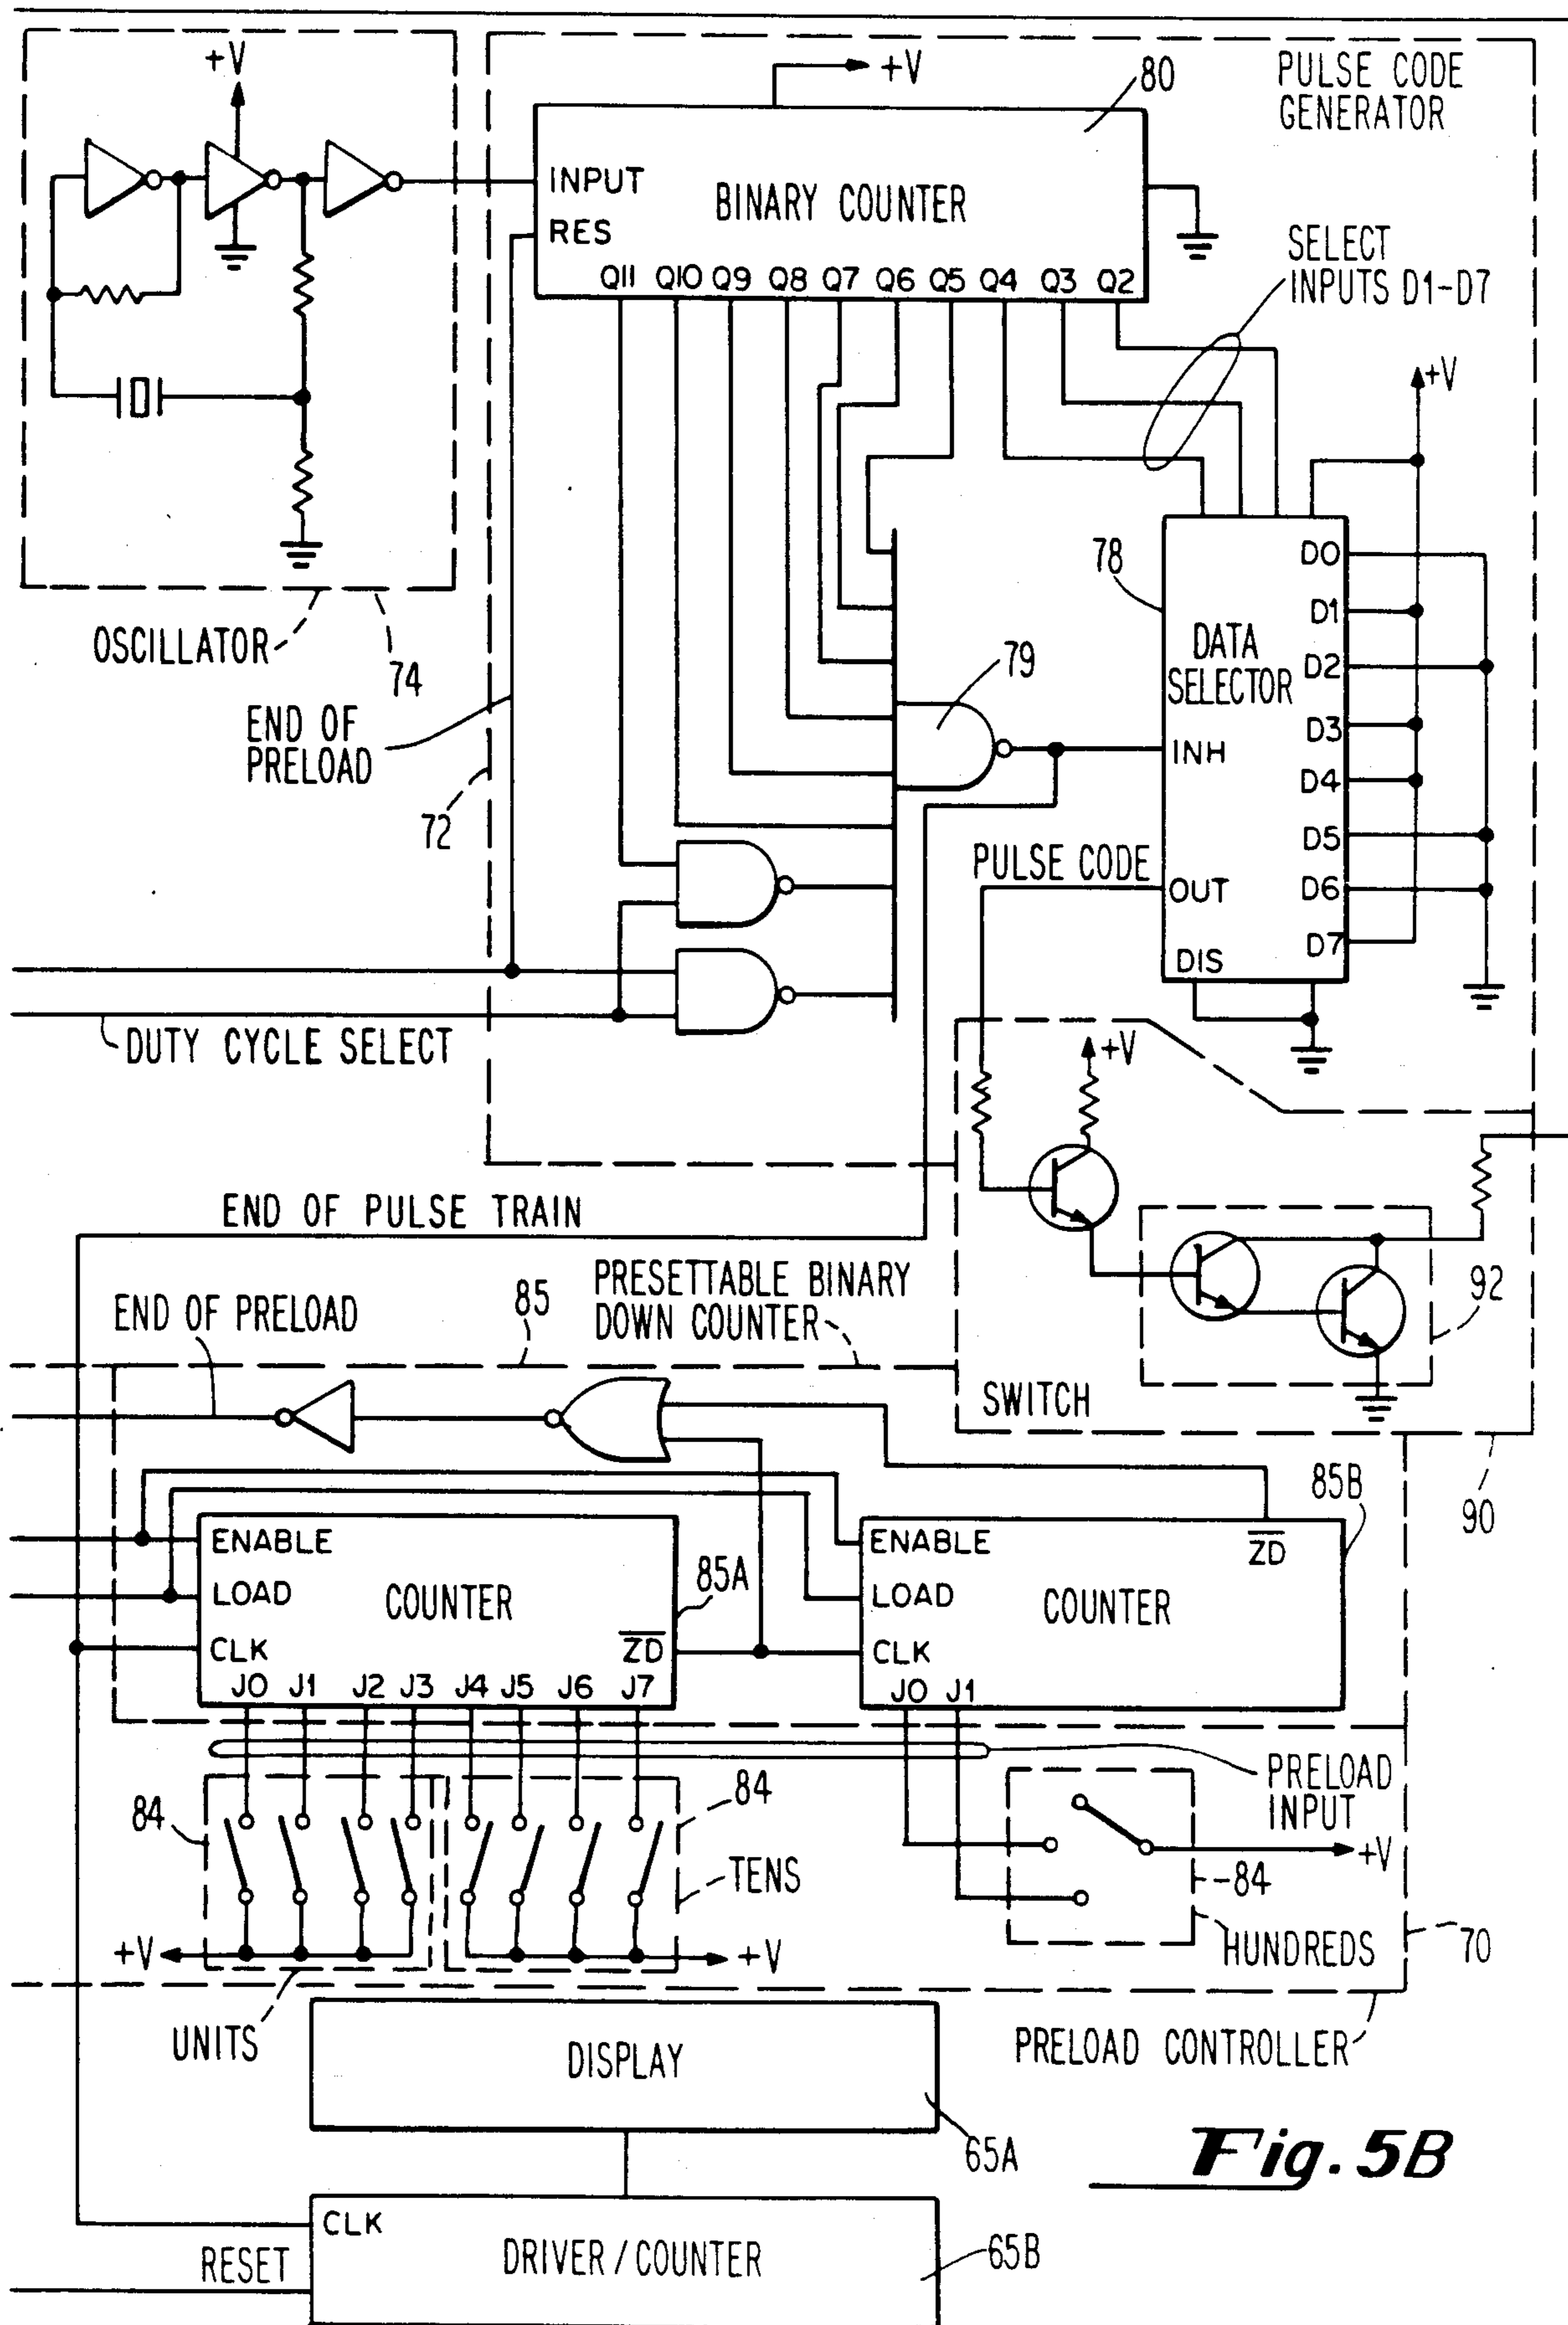 +V
+V
80
PULSE CODE
GENERATOR
INPUT
BINARY COUNTER
RES
Q11 Q10 Q9 Q8 Q7 Q6 Q5 Q4 Q3 Q2
SELECT
INPUTS D1-D7
+V
OSCILLATOR
74
END OF
PRELOAD
72
79
78
DATA
SELECTOR
D0
D1
D2
D3
D4
D5
D6
D7
INH
PULSE CODE
OUT
DIS
DUTY CYCLE SELECT
+V
END OF PULSE TRAIN
END OF PRELOAD
85
PRESETTABLE BINARY
DOWN COUNTER
92
SWITCH
90
85B
ENABLE
LOAD
COUNTER
CLK
ZD
J0 J1 J2 J3 J4 J5 J6 J7
85A
ENABLE
LOAD
COUNTER
CLK
ZD
J0 J1
PRELOAD
INPUT
84
84
TENS
+V
-84
HUNDREDS
70
+V
+V
UNITS
PRELOAD CONTROLLER
DISPLAY
65A
Fig. 5B
CLK
RESET
DRIVER/COUNTER
65B